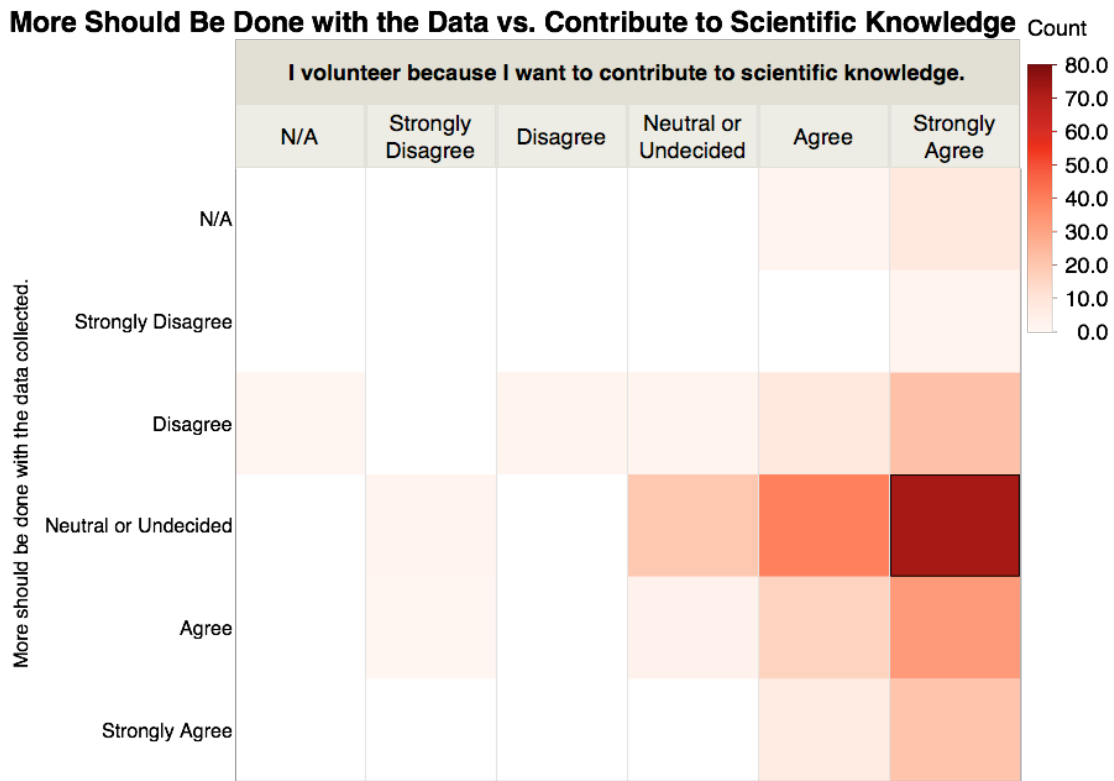 More Should Be Done with the Data vs. Contribute to Scientific Knowledge
Count
I volunteer because I want to contribute to scientific knowledge.
N/A
Strongly
Disagree
Disagree
Neutral or
Undecided
Agree
Strongly
Agree
80.0
70.0
60.0
50.0
40.0
30.0
20.0
10.0
0.0
More should be done with the data collected.
N/A
Strongly Disagree
Disagree
Neutral or Undecided
Agree
Strongly Agree